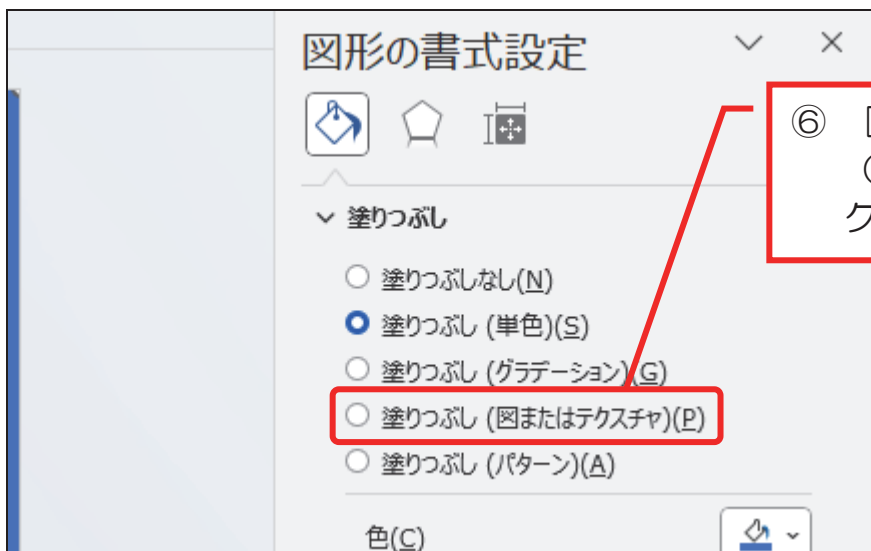 図形の書式設定
⑥
ク
塗りつぶし
塗りつぶしなし(N)
塗りつぶし (単色)(S)
塗りつぶし (グラデーション)(G)
塗りつぶし (図またはテクスチャ)(P)
塗りつぶし (パターン)(A)
色(C)